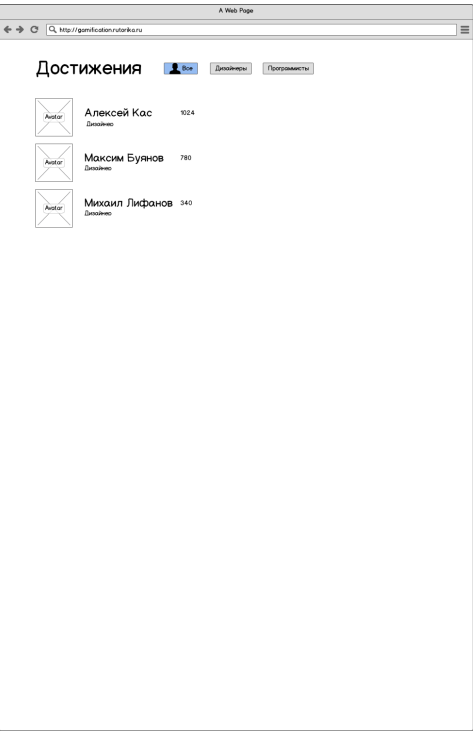 A Web Page
http://gamification.rutorika.ru
Достижения Все Дизайнеры Программисты
Avatar Алексей Кас 1024
Дизайнер
Avatar Максим Буянов 780
Дизайнер
Avatar Михаил Лифанов 340
Дизайнер